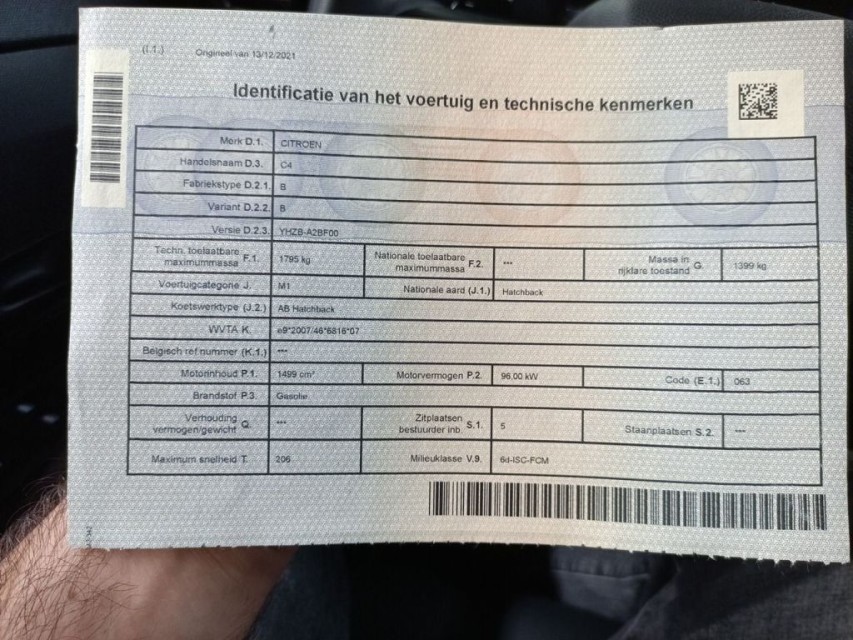 (I.1.) Origineel van 13/12/2021
Identificatie van het voertuig en technische kenmerken
Merk D.1. CITROEN
Handelsnaam D.3. C4
Fabriekstype D.2.1. B
Variant D.2.2. B
Versie D.2.3. YHZB-A2BF00
Techn. toelaatbare maximummassa F.1. 1795 kg Nationale toelaatbare maximummassa F.2. --- Massa in rijklare toestand G. 1399 kg
Voertuigcategorie J. M1 Nationale aard (J.1.) Hatchback
Koetswerktype (J.2.) AB Hatchback
WVTA K. e9*2007/46*6816*07
Belgisch ref nummer (K.1.) ---
Motorinhoud P.1. 1499 cm³ Motorvermogen P.2. 96.00 kW Code (E.1.) 063
Brandstof P.3. Gasolie
Verhouding vermogen/gewicht Q. --- Zitplaatsen bestuurder inb. S.1. 5 Staanplaatsen S.2. ---
Maximum snelheid T. 206 Milieuklasse V.9. 6d-ISC-FCM